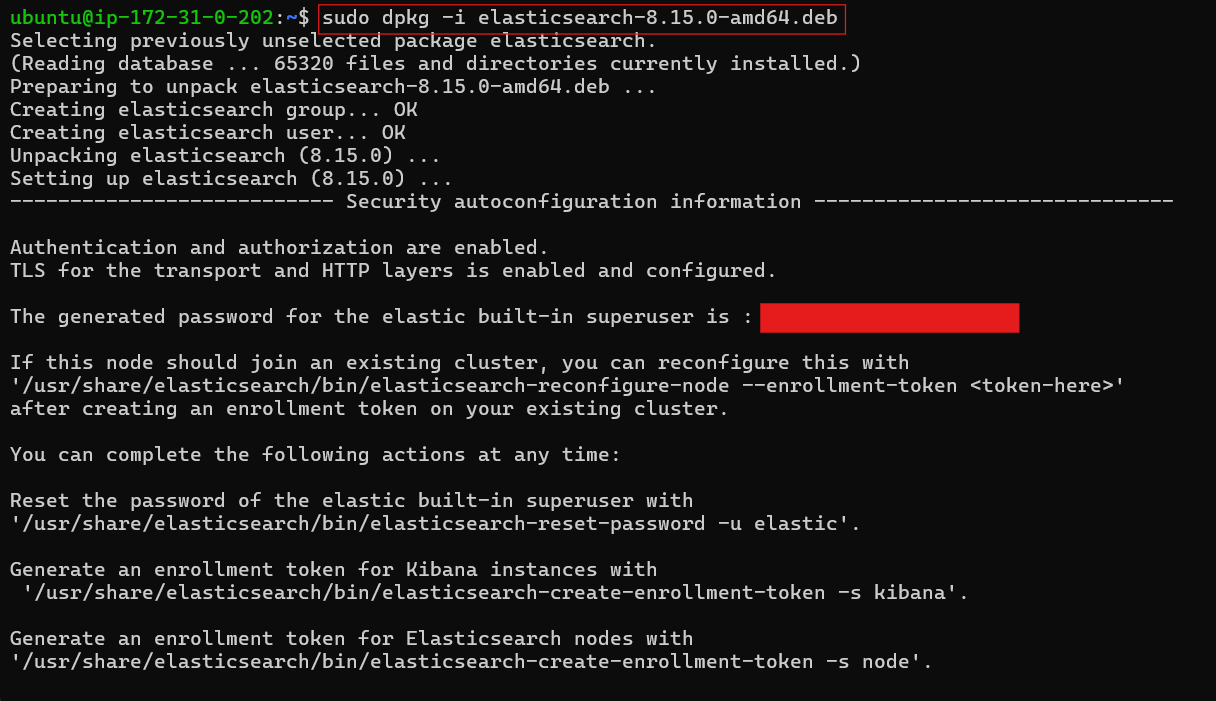 ubuntu@ip-172-31-0-202:~$ sudo dpkg -i elasticsearch-8.15.0-amd64.deb
Selecting previously unselected package elasticsearch.
(Reading database ... 65320 files and directories currently installed.)
Preparing to unpack elasticsearch-8.15.0-amd64.deb ...
Creating elasticsearch group... OK
Creating elasticsearch user... OK
Unpacking elasticsearch (8.15.0) ...
Setting up elasticsearch (8.15.0) ...
--------------------------- Security autoconfiguration information ------------------------------
Authentication and authorization are enabled.
TLS for the transport and HTTP layers is enabled and configured.
The generated password for the elastic built-in superuser is :
If this node should join an existing cluster, you can reconfigure this with
'/usr/share/elasticsearch/bin/elasticsearch-reconfigure-node --enrollment-token <token-here>'
after creating an enrollment token on your existing cluster.
You can complete the following actions at any time:
Reset the password of the elastic built-in superuser with
'/usr/share/elasticsearch/bin/elasticsearch-reset-password -u elastic'.
Generate an enrollment token for Kibana instances with
 '/usr/share/elasticsearch/bin/elasticsearch-create-enrollment-token -s kibana'.
Generate an enrollment token for Elasticsearch nodes with
'/usr/share/elasticsearch/bin/elasticsearch-create-enrollment-token -s node'.